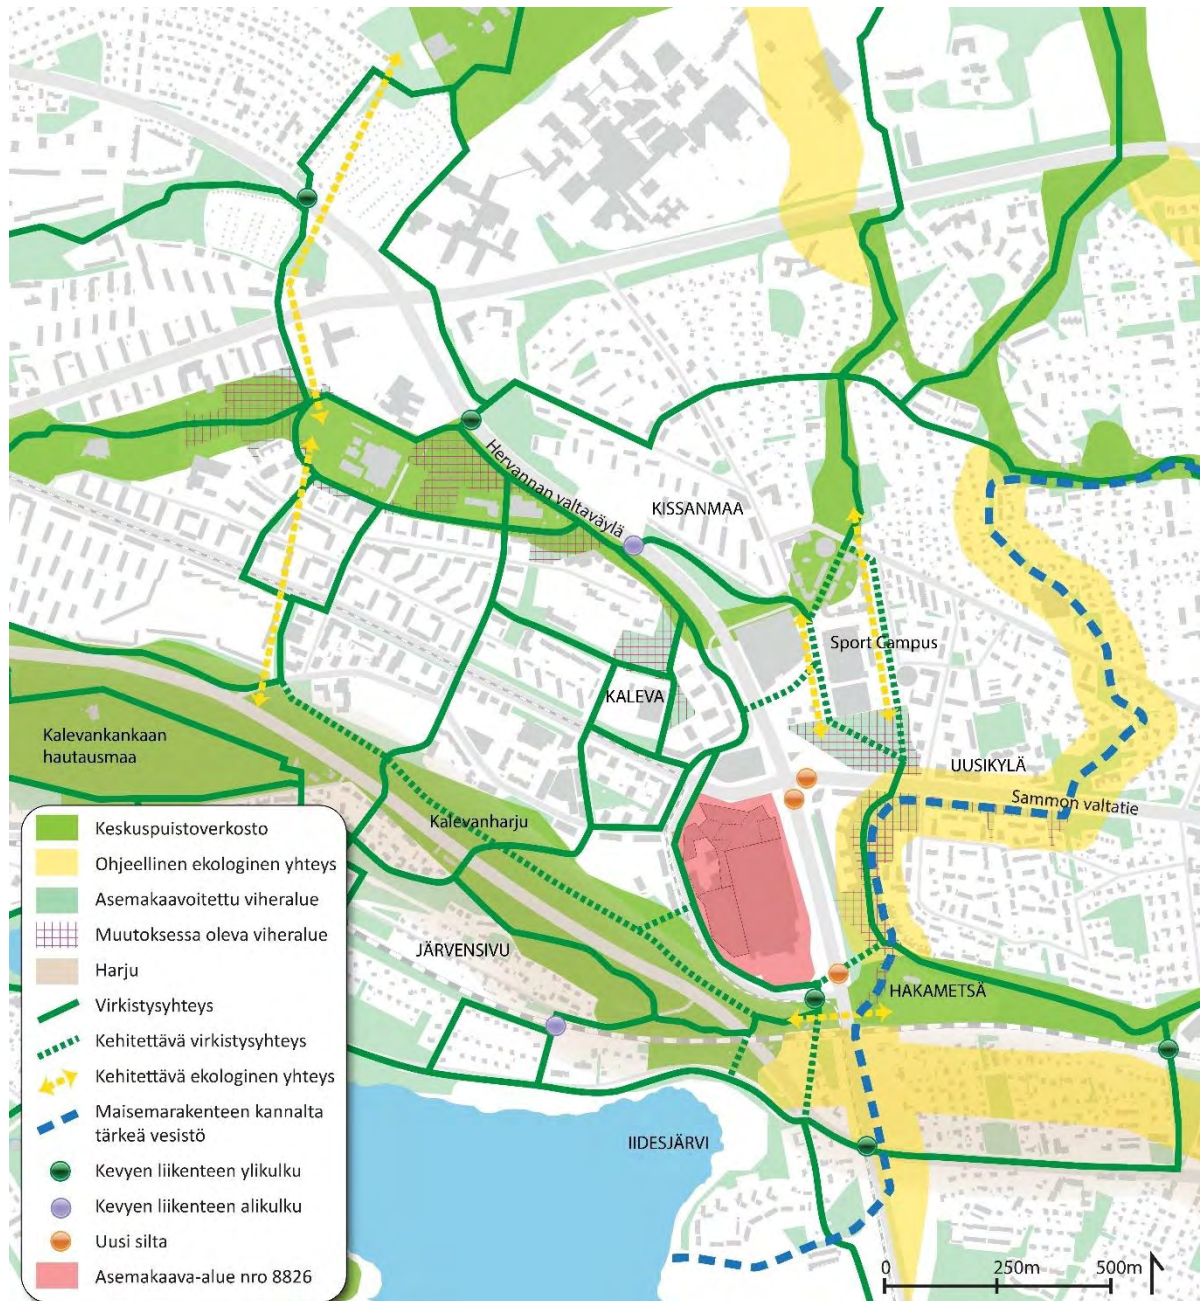 Hervannan valtaväylä
KISSANMAA
Sport Campus
KALEVA
Kalevankankaan
hautausmaa
UUSIKYLÄ
Sammon valtatie
Kalevanharju
JÄRVENSIVU
HAKAMETSÄ
IIDESJÄRVI
Keskuspuistoverkosto
Ohjeellinen ekologinen yhteys
Asemakaavoitettu viheralue
Muutoksessa oleva viheralue
Harju
Virkistysyhteys
Kehitettävä virkistysyhteys
Kehitettävä ekologinen yhteys
Maisemarakenteen kannalta
tärkeä vesistö
Kevyen liikenteen ylikulku
Kevyen liikenteen alikulku
Uusi silta
Asemakaava-alue nro 8826
0 250m 500m